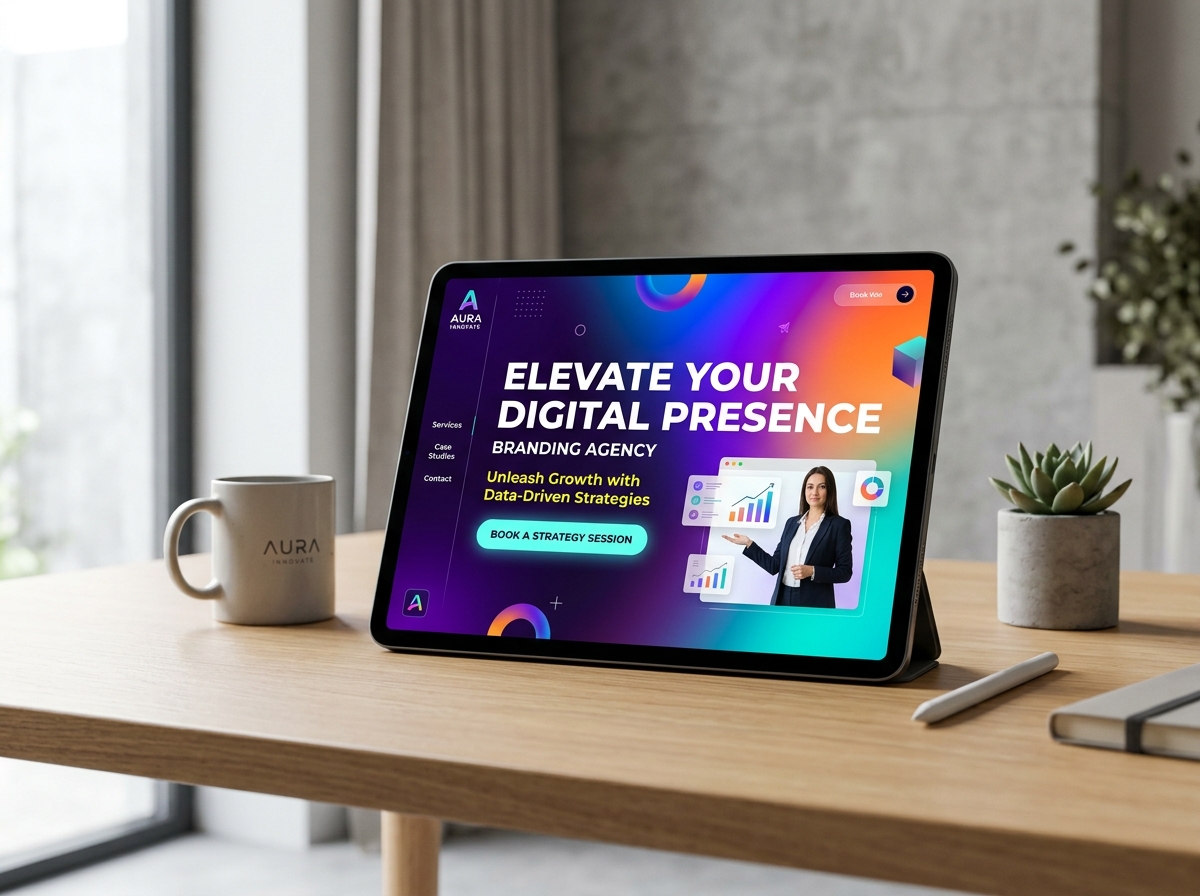 AURA
Book
ELEVATE YOUR
DIGITAL PRESENCE
BRANDING AGENCY
Services
Case
Studies
Contact
Unleash Growth with
Data-Driven Strategies
BOOK A STRATEGY SESSION
A
AURA
INNOVATE